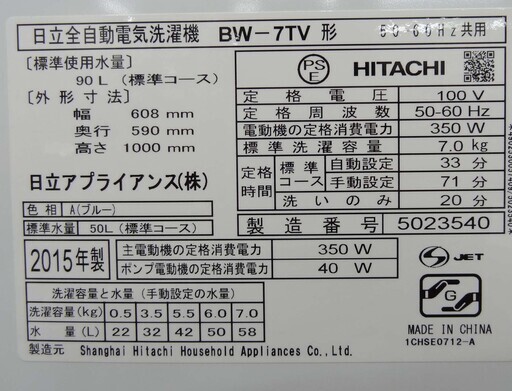 日立全自動電気洗濯機 BW-7TV 形 50-60Hz共用
[標準使用水量]
90L (標準コース)
[外形寸法]
幅 608 mm
奥行 590 mm
高さ 1000 mm
日立アプライアンス(株)
色相 A(ブルー)
標準水量 50L (標準コース)
PS
E
HITACHI
定格電圧 100 V
定格周波数 50-60 Hz
電動機の定格消費電力 350 W
標準洗濯容量 7.0 kg
定格時間 標準コース 自動設定 33 分
手動設定 71 分
洗いのみ 20 分
製造番号 5023540
2015年製
主電動機の定格消費電力 350 W
ポンプ電動機の定格消費電力 40 W
洗濯容量と水量 (手動設定の水量)
洗濯容量(kg) 0.5 3.5 5.5 6.0 7.0
水量(L) 22 32 42 50 58
製造元 Shanghai Hitachi Household Appliances Co.,Ltd.
S JET
G
MADE IN CHINA
1CHSE0712-A